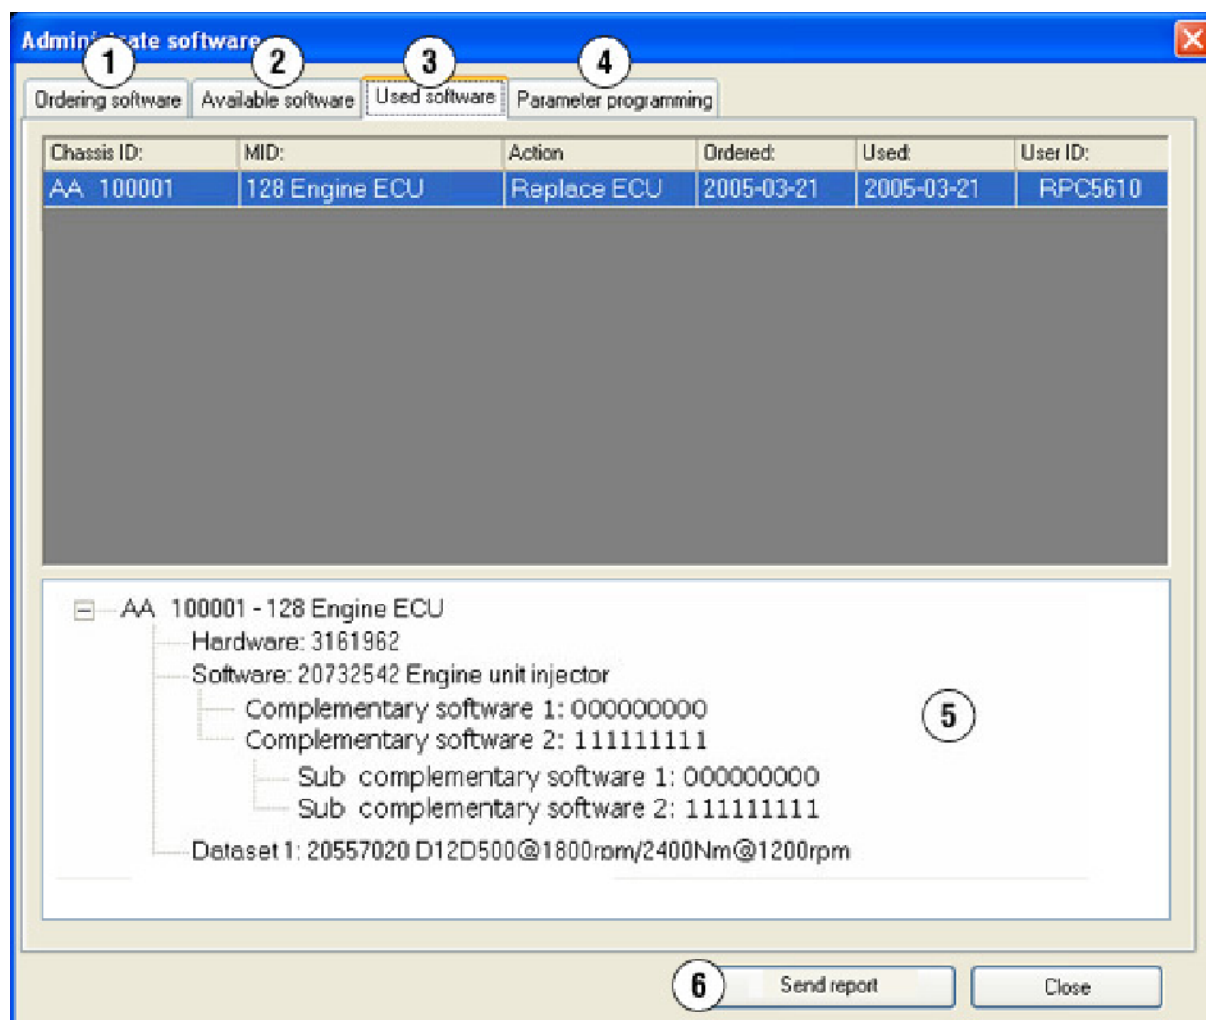 Administrate software
1 2 3 4
Ordering software Available software Used software Parameter programming
Chassis ID: MID: Action Ordered: Used: User ID:
AA 100001 128 Engine ECU Replace ECU 2005-03-21 2005-03-21 RPC5610
AA 100001 - 128 Engine ECU
Hardware: 3161962
Software: 20732542 Engine unit injector
Complementary software 1: 000000000
Complementary software 2: 111111111
5
Sub complementary software 1: 000000000
Sub complementary software 2: 111111111
Dataset 1: 20557020 D12D500@1800rpm/2400Nm@1200rpm
6 Send report Close